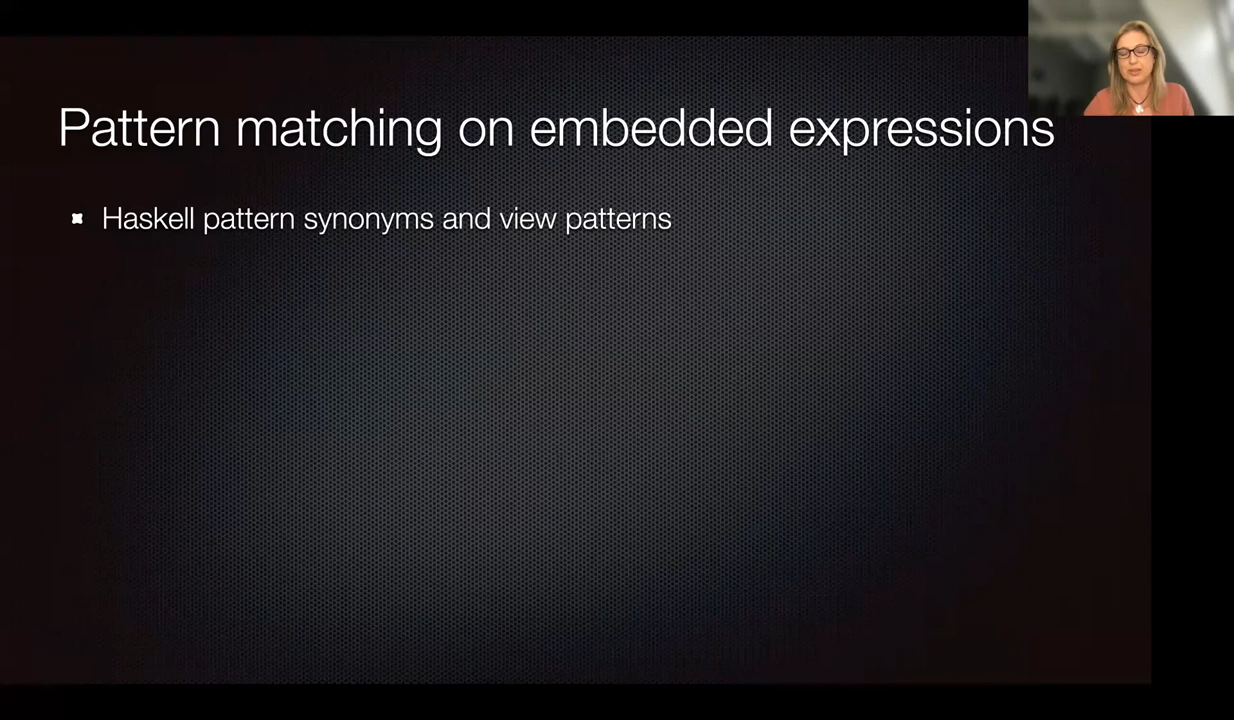 Pattern matching on embedded expressions
Haskell pattern synonyms and view patterns